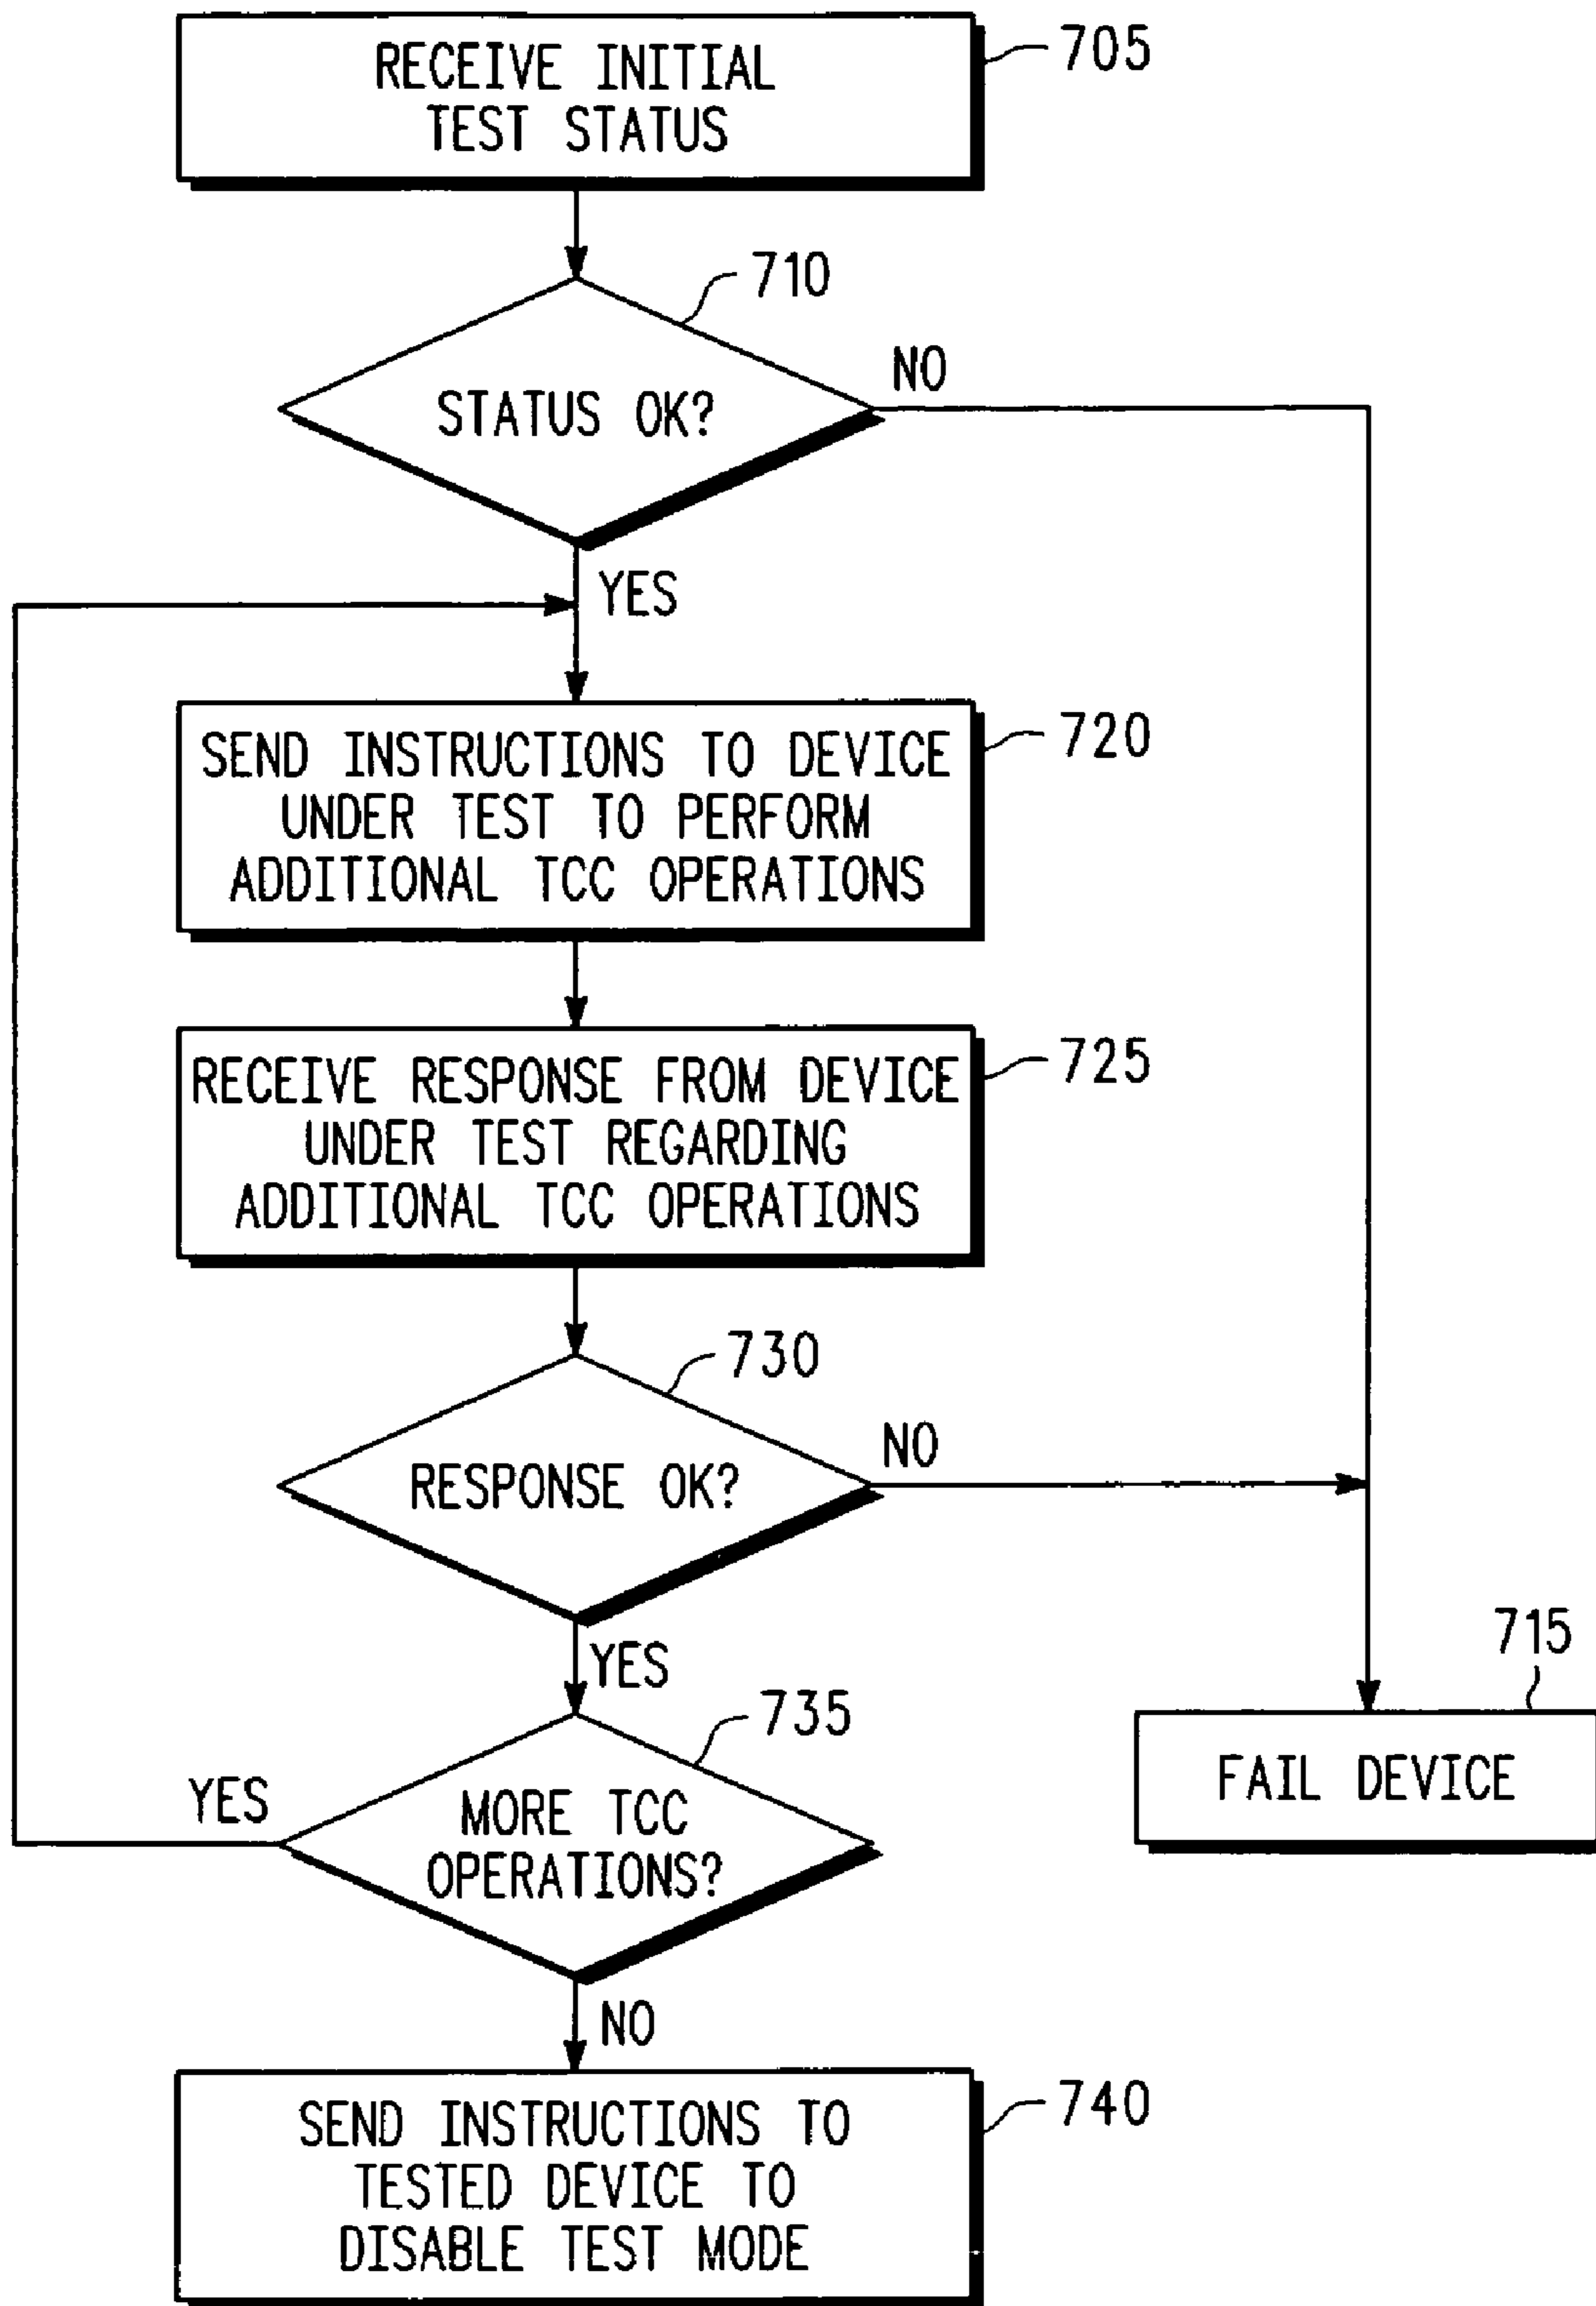 RECEIVE INITIAL
TEST STATUS
705
710
STATUS OK?
NO
YES
SEND INSTRUCTIONS TO DEVICE
UNDER TEST TO PERFORM
ADDITIONAL TCC OPERATIONS
720
RECEIVE RESPONSE FROM DEVICE
UNDER TEST REGARDING
ADDITIONAL TCC OPERATIONS
725
730
RESPONSE OK?
NO
YES
715
FAIL DEVICE
735
YES
MORE TCC
OPERATIONS?
NO
SEND INSTRUCTIONS TO
TESTED DEVICE TO
DISABLE TEST MODE
740